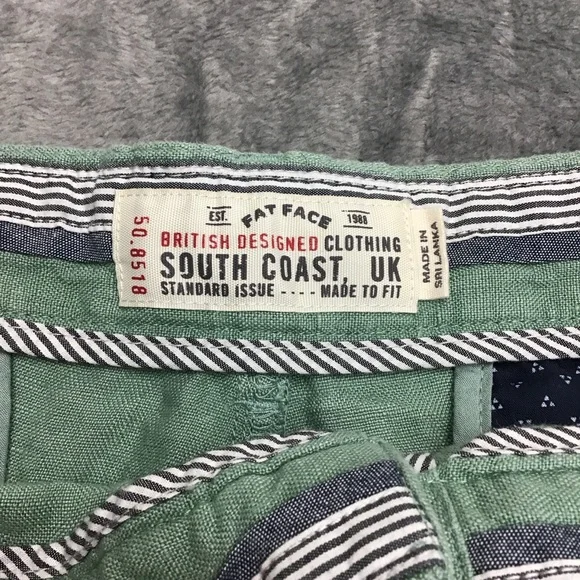 EST. FAT FACE 1988
BRITISH DESIGNED CLOTHING
SOUTH COAST, UK
STANDARD ISSUE ---- MADE TO FIT
50.8518
MADE IN
SRI LANKA